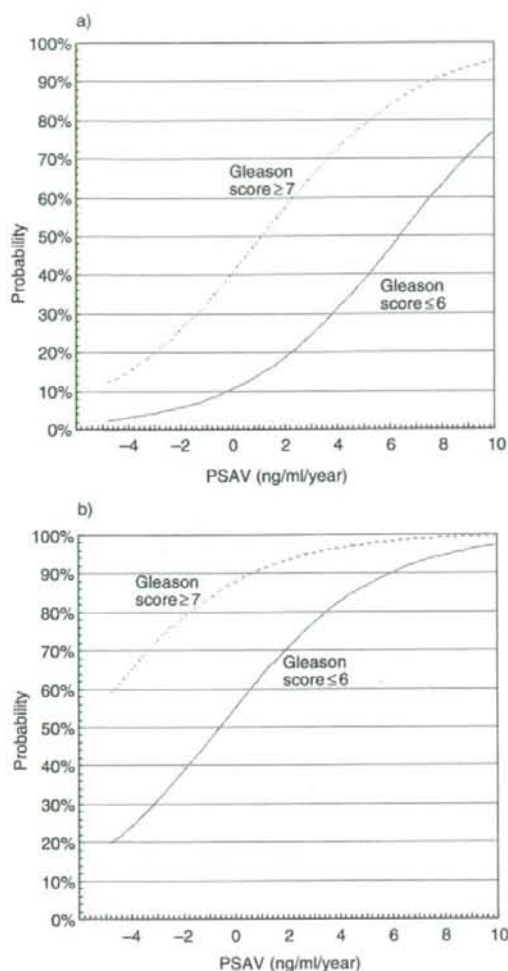 a)
100%
90%
80%
70%
60%
50%
40%
30%
20%
10%
0%
Probability
Gleason
score≥7
Gleason
score≤6
−4 −2 0 2 4 6 8 10
PSAV (ng/ml/year)
b)
100%
90%
80%
70%
60%
50%
40%
30%
20%
10%
0%
Probability
Gleason
score≥7
Gleason
score≤6
−4 −2 0 2 4 6 8 10
PSAV (ng/ml/year)